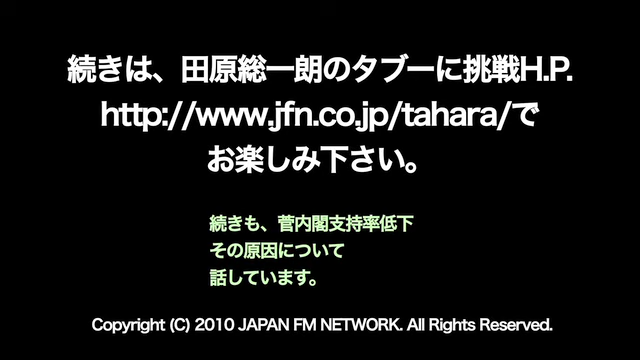 続きは、田原総一朗のタブーに挑戦H.P.
http://www.jfn.co.jp/tahara/で
お楽しみ下さい。
続きも、菅内閣支持率低下
その原因について
話しています。
Copyright (C) 2010 JAPAN FM NETWORK. All Rights Reserved.